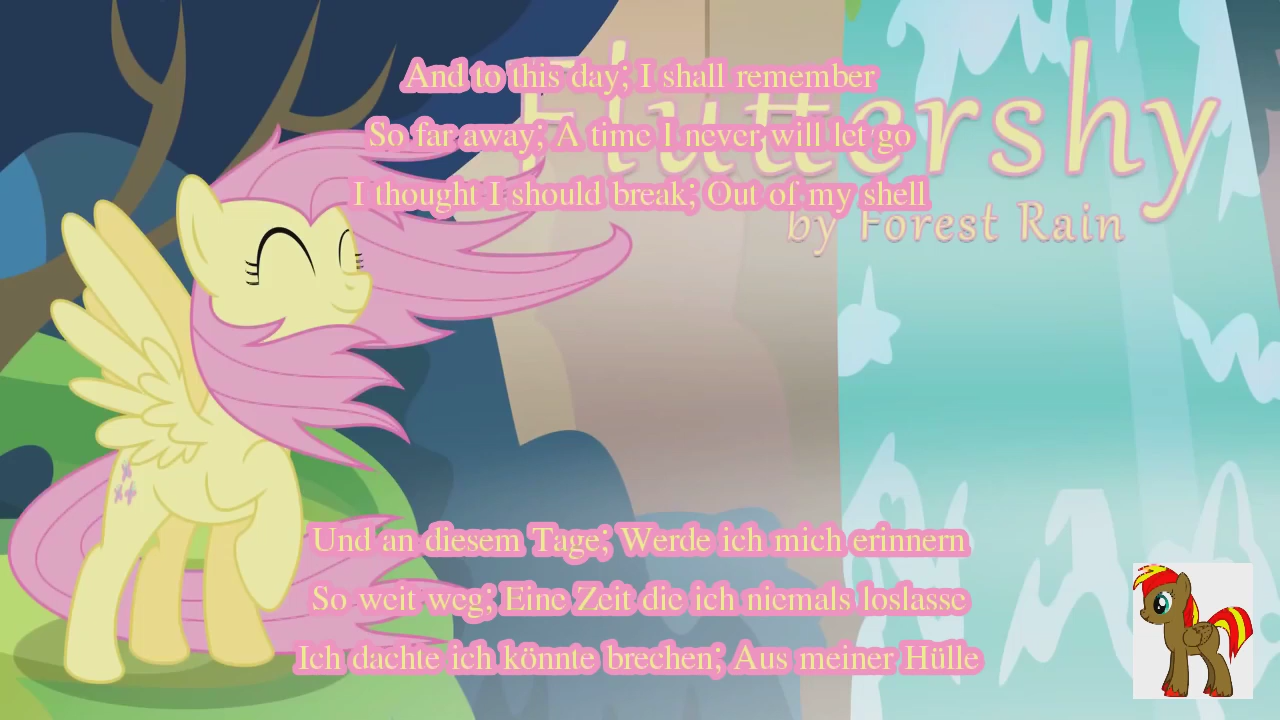 Fluttershy
by Forest Rain
And to this day; I shall remember
So far away; A time I never will let go
I thought I should break; Out of my shell
Und an diesem Tage; Werde ich mich erinnern
So weit weg; Eine Zeit die ich niemals loslasse
Ich dachte ich könnte brechen; Aus meiner Hülle